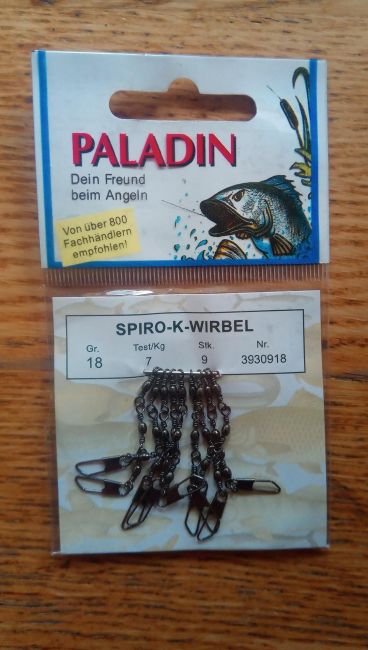 PALADIN
Dein Freund
beim Angeln
Von über 800
Fachhändlern
empfohlen!
SPIRO-K-WIRBEL
Gr. Test/Kg Stk. Nr.
18 7 9 3930918